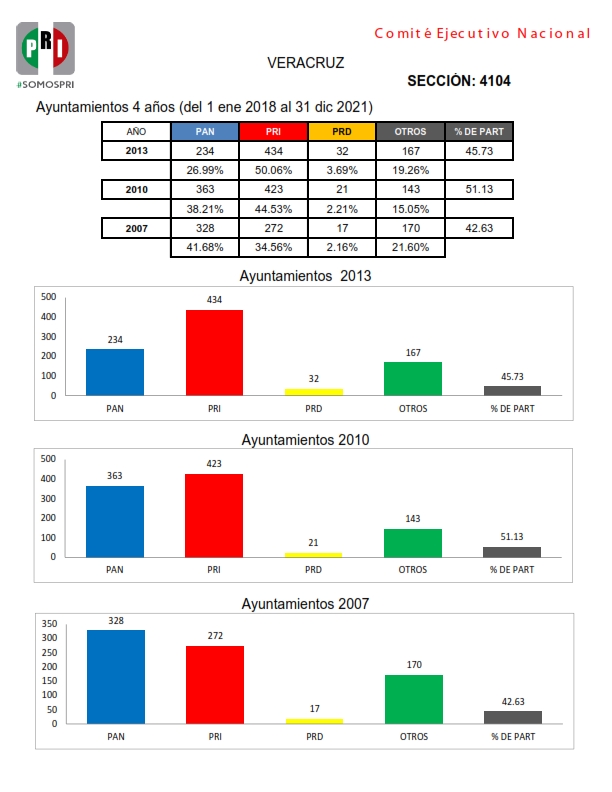 Comité Ejecutivo Nacional
PRI
#SOMOSPRI
VERACRUZ
SECCIÓN: 4104
Ayuntamientos 4 años (del 1 ene 2018 al 31 dic 2021)
AÑO PAN PRI PRD OTROS % DE PART
2013 234 434 32 167 45.73
26.99% 50.06% 3.69% 19.26%
2010 363 423 21 143 51.13
38.21% 44.53% 2.21% 15.05%
2007 328 272 17 170 42.63
41.68% 34.56% 2.16% 21.60%
Ayuntamientos 2013
500
434
400
300
234
200
167
100
32
45.73
0
PAN PRI PRD OTROS % DE PART
Ayuntamientos 2010
500
423
400
363
300
200
143
100
21
51.13
0
PAN PRI PRD OTROS % DE PART
Ayuntamientos 2007
328
350
300
272
250
200
170
150
100
50
17
42.63
0
PAN PRI PRD OTROS % DE PART